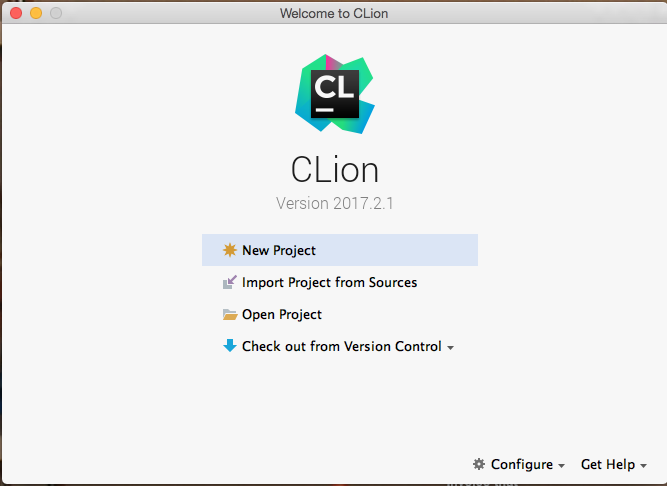 Welcome to CLion
CL
CLion
Version 2017.2.1
New Project
Import Project from Sources
Open Project
Check out from Version Control
Configure
Get Help